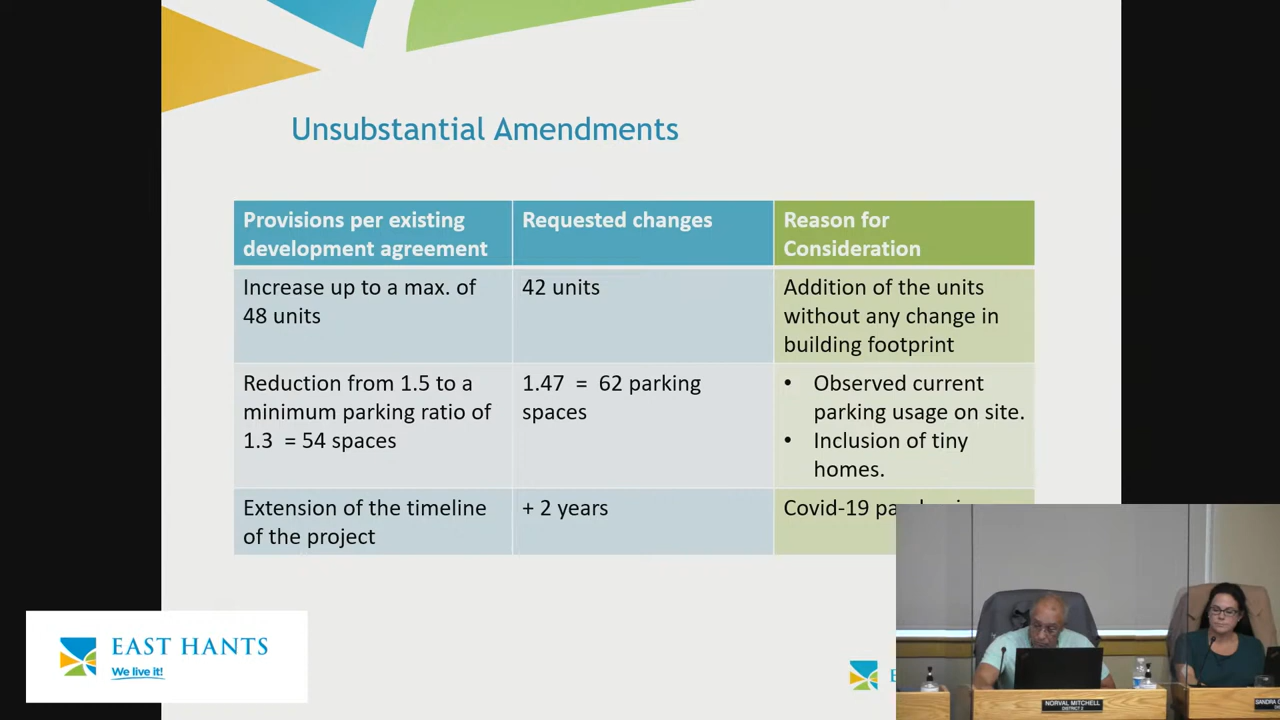 Unsubstantial Amendments
Provisions per existing
development agreement
Requested changes
Reason for
Consideration
Increase up to a max. of
48 units
42 units
Addition of the units
without any change in
building footprint
Reduction from 1.5 to a
minimum parking ratio of
1.3 = 54 spaces
1.47 = 62 parking
spaces
• Observed current
parking usage on site.
• Inclusion of tiny
homes.
Extension of the timeline
of the project
+ 2 years
Covid-19
EAST HANTS
We live it!
NORVAL MITCHELL
DISTRICT 2
SANDRA